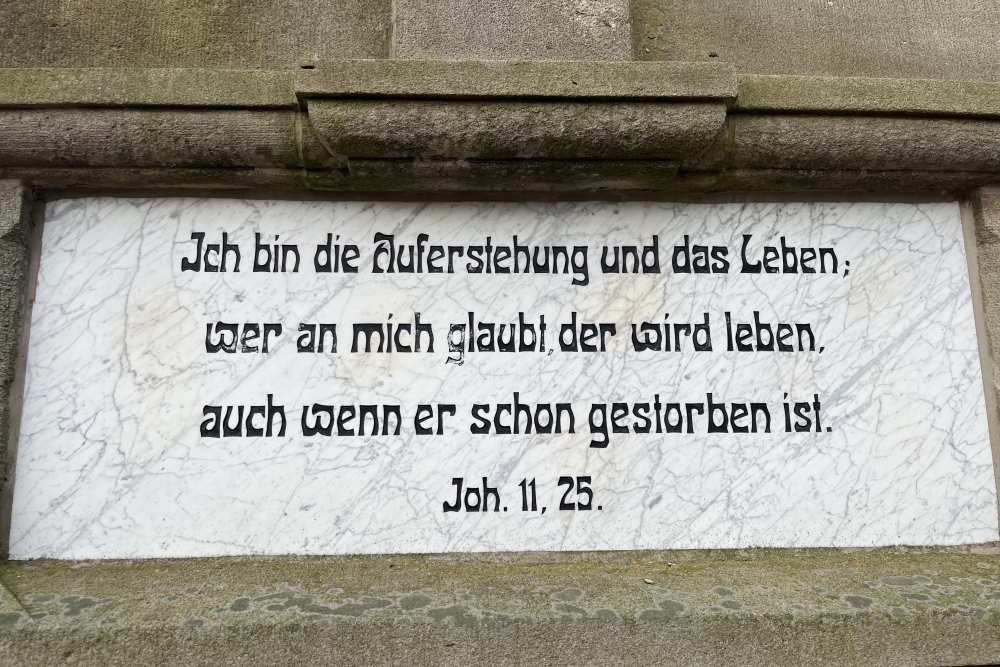 Ich bin die Auferstehung und das Leben;
wer an mich glaubt, der wird leben,
auch wenn er schon gestorben ist.
Joh. 11, 25.